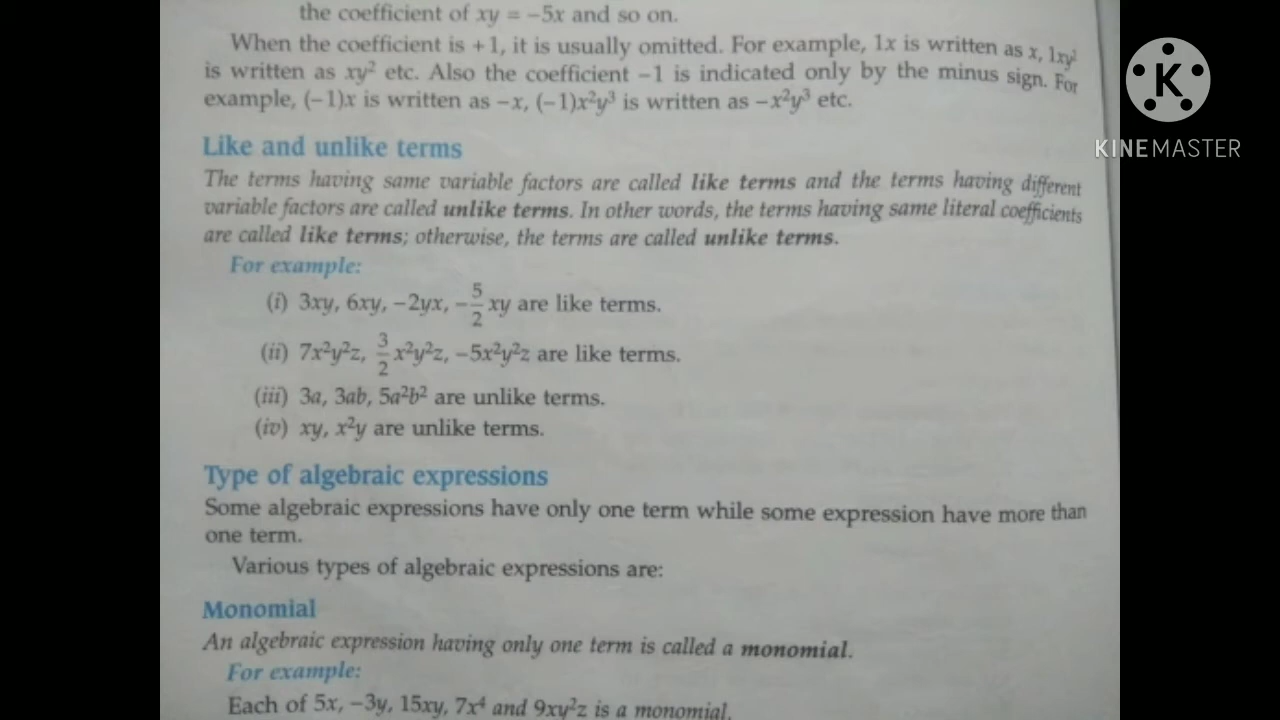 the coefficient of xy = −5x and so on.
When the coefficient is +1, it is usually omitted. For example, 1x is written as x, 1xy²
is written as xy² etc. Also the coefficient −1 is indicated only by the minus sign. For
example, (−1)x is written as −x, (−1)x²y³ is written as −x²y³ etc.
Like and unlike terms
The terms having same variable factors are called like terms and the terms having different
variable factors are called unlike terms. In other words, the terms having same literal coefficients
are called like terms; otherwise, the terms are called unlike terms.
For example:
(i) 3xy, 6xy, −2yx, −5/2 xy are like terms.
(ii) 7x²y²z, 3/2 x²y²z, −5x²y²z are like terms.
(iii) 3a, 3ab, 5a²b² are unlike terms.
(iv) xy, x²y are unlike terms.
Type of algebraic expressions
Some algebraic expressions have only one term while some expression have more than
one term.
Various types of algebraic expressions are:
Monomial
An algebraic expression having only one term is called a monomial.
For example:
Each of 5x, −3y, 15xy, 7x⁴ and 9xy²z is a monomial.
K
KINEMASTER